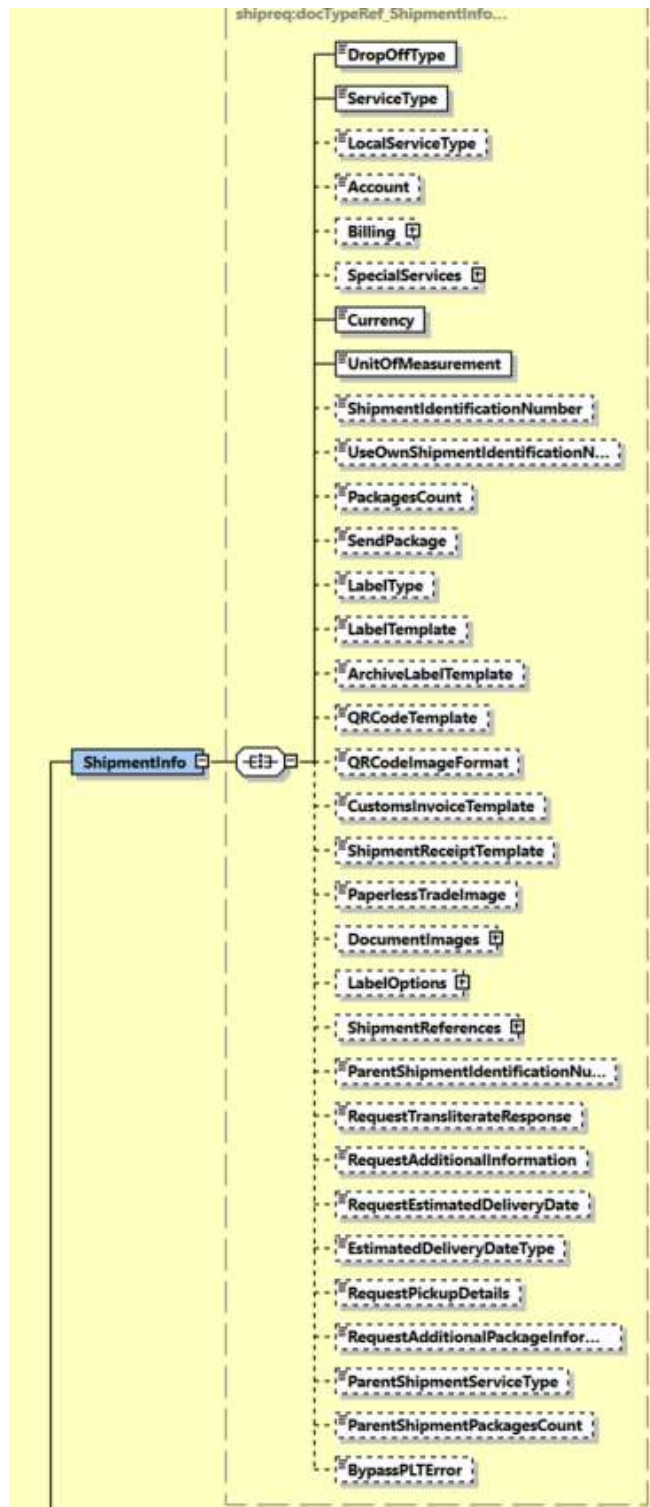 shipreq:docTypeRef_ShipmentInfo...
DropOffType
ServiceType
LocalServiceType
Account
Billing
SpecialServices
Currency
UnitOfMeasurement
ShipmentIdentificationNumber
UseOwnShipmentIdentificationN...
PackagesCount
SendPackage
LabelType
LabelTemplate
ArchiveLabelTemplate
QRCodeTemplate
ShipmentInfo
QRCodeImageFormat
CustomsInvoiceTemplate
ShipmentReceiptTemplate
PaperlessTradeImage
DocumentImages
LabelOptions
ShipmentReferences
ParentShipmentIdentificationNu...
RequestTransliterateResponse
RequestAdditionalInformation
RequestEstimatedDeliveryDate
EstimatedDeliveryDateType
RequestPickupDetails
RequestAdditionalPackageInfor...
ParentShipmentServiceType
ParentShipmentPackagesCount
BypassPLTError